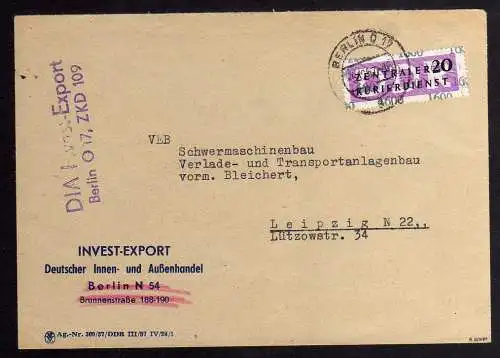 BERLIN O 17
ZENTRALER 20
KURIERDIENST
1600
DIA Invest-Export
Berlin O 17, ZKD 109
VEB
Schwermaschinenbau
Verlade- und Transportanlagenbau
vorm. Bleichert,
Leipzig N 22,,
Lützowstr. 34
INVEST-EXPORT
Deutscher Innen- und Außenhandel
Berlin N 54
Brunnenstraße 188-190
Ag.-Nr. 309/57/DDR III/57 IV/28/1